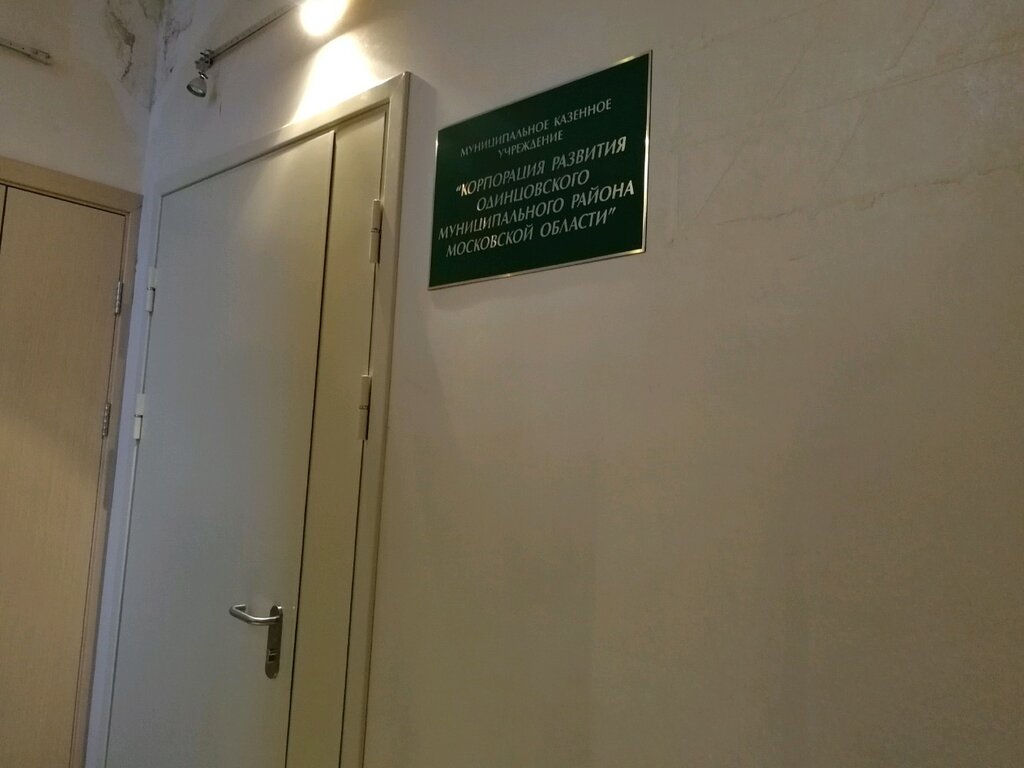 МУНИЦИПАЛЬНОЕ КАЗЕННОЕ
УЧРЕЖДЕНИЕ
"КОРПОРАЦИЯ РАЗВИТИЯ
ОДИНЦОВСКОГО
МУНИЦИПАЛЬНОГО РАЙОНА
МОСКОВСКОЙ ОБЛАСТИ"